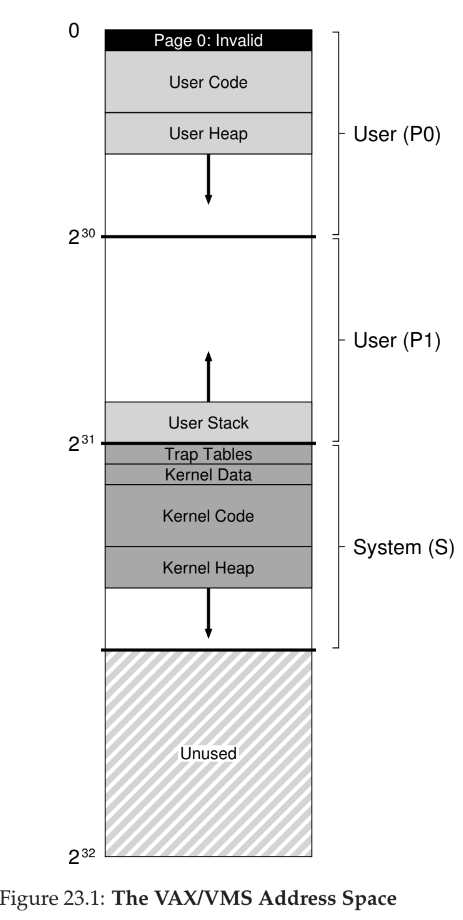 0
Page 0: Invalid
User Code
User Heap
User (P0)
2^30
User (P1)
User Stack
2^31
Trap Tables
Kernel Data
Kernel Code
System (S)
Kernel Heap
Unused
2^32
Figure 23.1: The VAX/VMS Address Space